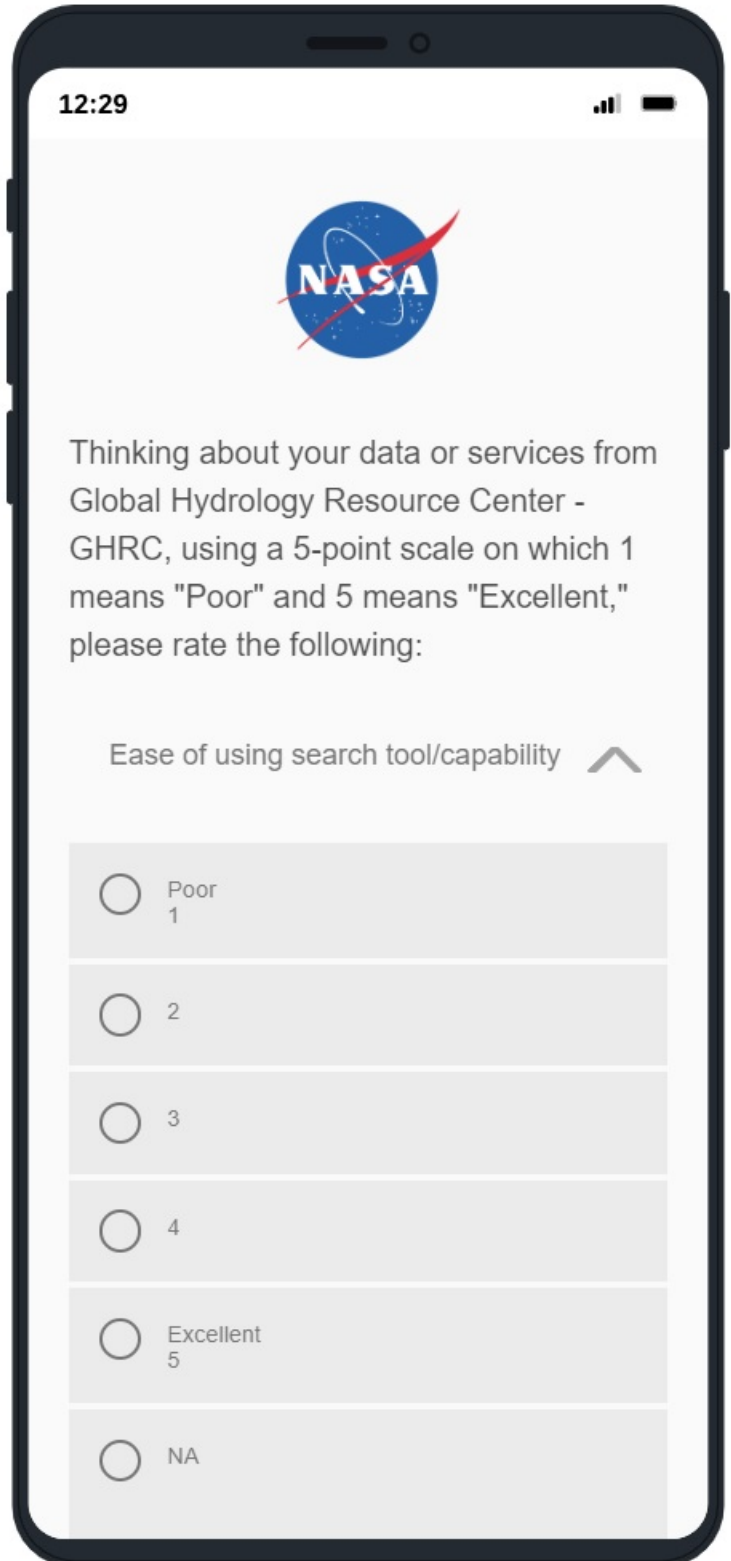 12:29
NASA
Thinking about your data or services from
Global Hydrology Resource Center -
GHRC, using a 5-point scale on which 1
means "Poor" and 5 means "Excellent,"
please rate the following:
Ease of using search tool/capability
Poor
1
2
3
4
Excellent
5
NA